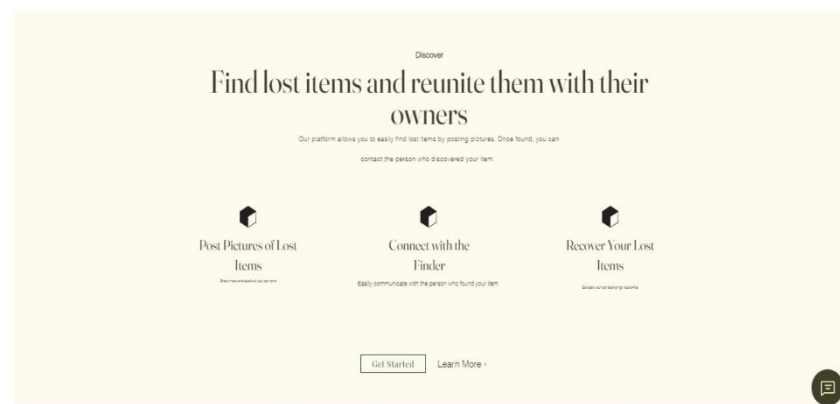 Discover
Find lost items and reunite them with their
owners
Our platform allows you to easily find lost items by posting pictures. Once found, you can
contact the person who discovered your item.
Post Pictures of Lost
Items
Connect with the
Finder
Easily communicate with the person who found your item.
Recover Your Lost
Items
Get Started
Learn More ›